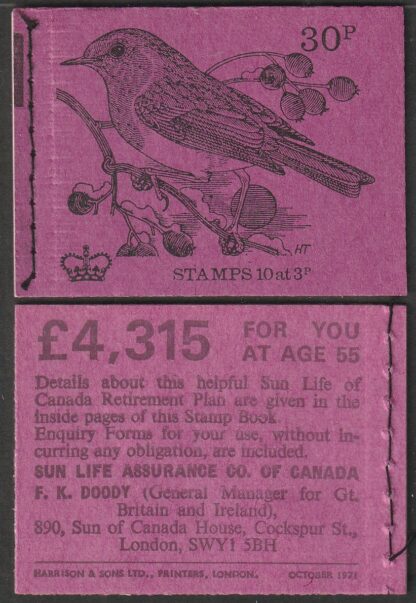 30P
HT
STAMPS 10 at 3P
£4,315 FOR YOU
AT AGE 55
Details about this helpful Sun Life of
Canada Retirement Plan are given in the
inside pages of this Stamp Book.
Enquiry Forms for your use, without in-
curring any obligation, are included.
SUN LIFE ASSURANCE CO. OF CANADA
F. K. DOODY (General Manager for Gt.
Britain and Ireland),
890, Sun of Canada House, Cockspur St.,
London, SWY1 5BH
HARRISON & SONS LTD., PRINTERS, LONDON. OCTOBER 1971